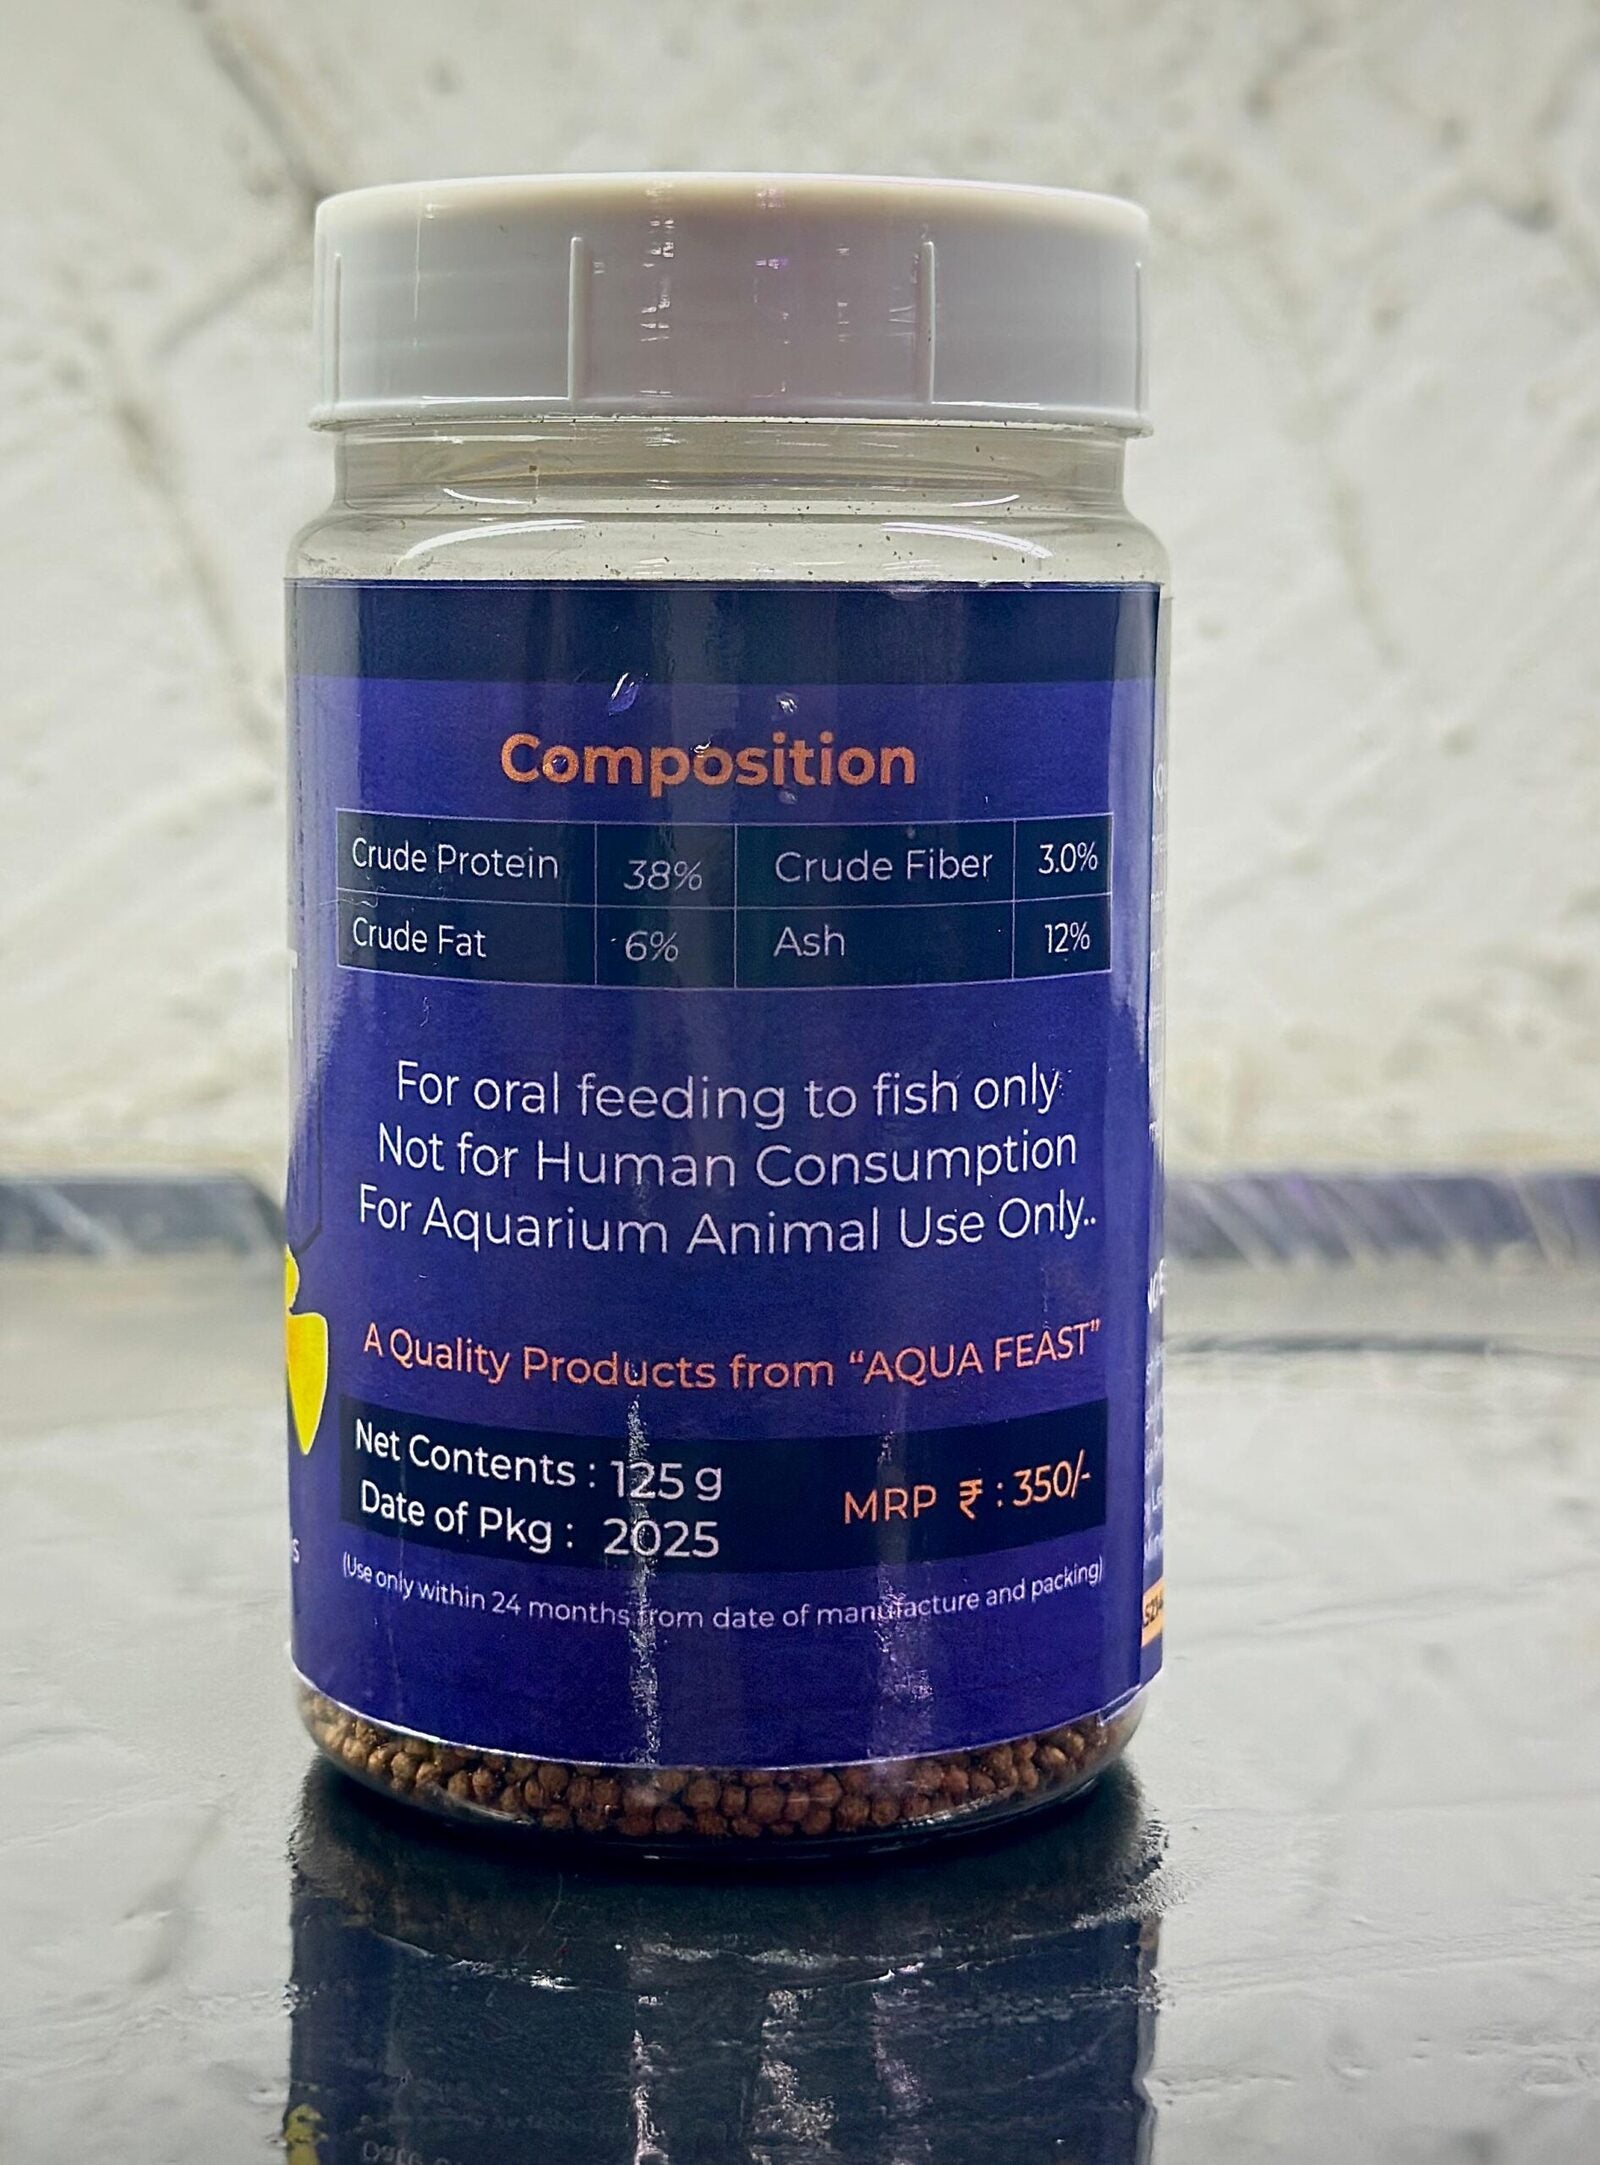 Composition
Crude Protein 38% Crude Fiber 3.0%
Crude Fat 6% Ash 12%
For oral feeding to fish only
Not for Human Consumption
For Aquarium Animal Use Only..
A Quality Products from “AQUA FEAST”
Net Contents : 125 g
Date of Pkg : 2025
MRP ₹ : 350/-
(Use only within 24 months from date of manufacture and packing)